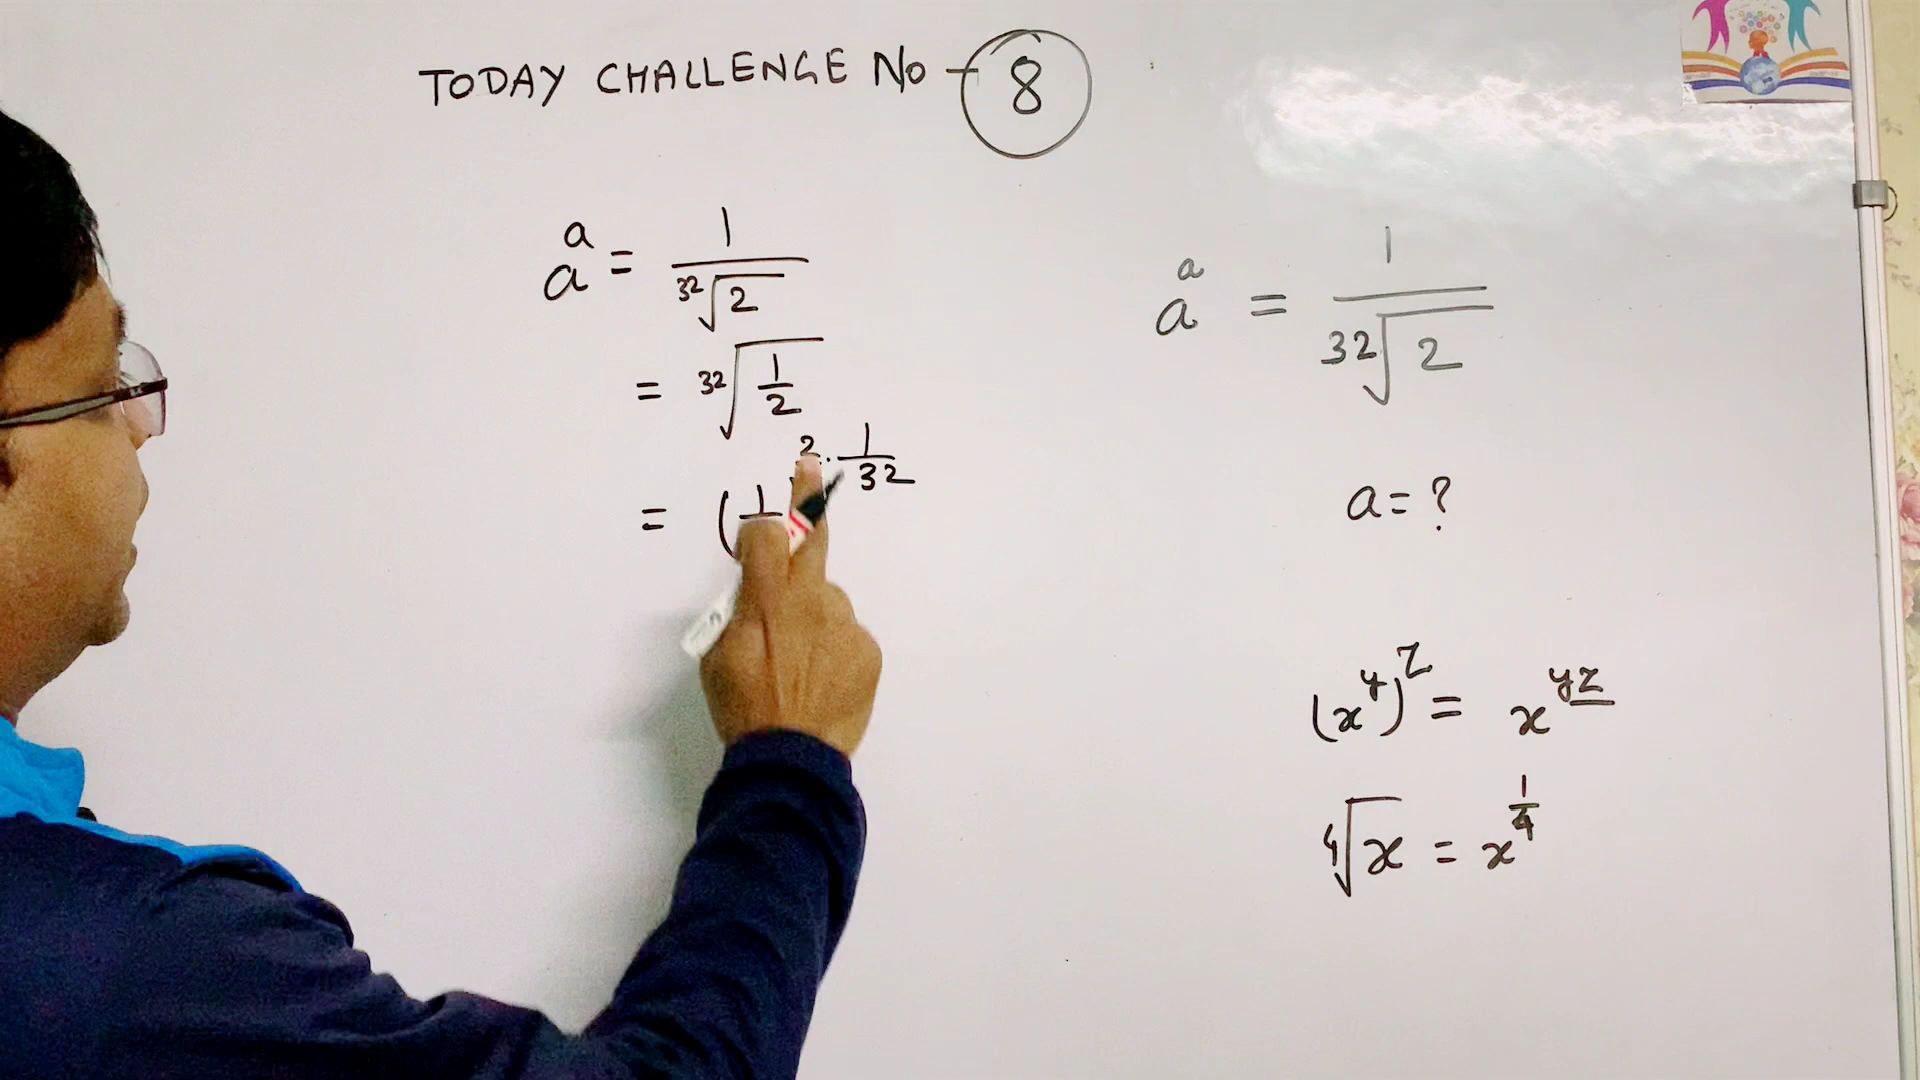 TODAY CHALLENGE No - 8
a^a = 1/³²√2
= ³²√(1/2)
= (1 2 · 1/32
a^a = 1/³²√2
a = ?
(x^y)^z = x^yz
⁴√x = x^1/4